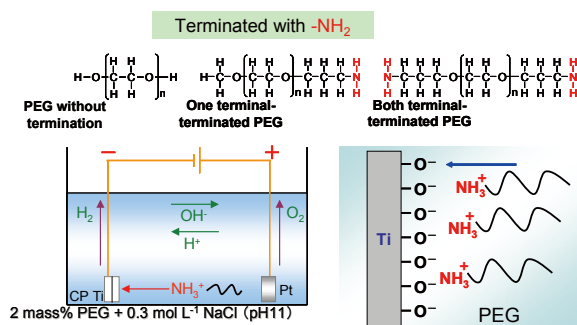 Terminated with -NH₂
H H
HO-(C-C-O)-H
H H n
PEG without
termination
H H H H H H H
H-C-O-(C-C-O)-C-C-C-N
H H H n H H H H
One terminal-
terminated PEG
H H H H H H H H H
N-C-C-C-O-(C-C-O)-C-C-C-N
H H H H H H n H H H H
Both terminal-
terminated PEG
− +
H₂ OH⁻ O₂
H⁺
CP Ti NH₃⁺ Pt
2 mass% PEG + 0.3 mol L⁻¹ NaCl (pH11)
Ti
O⁻
O⁻ NH₃⁺
O⁻
O⁻ NH₃⁺
O⁻
O⁻ NH₃⁺
O⁻
PEG